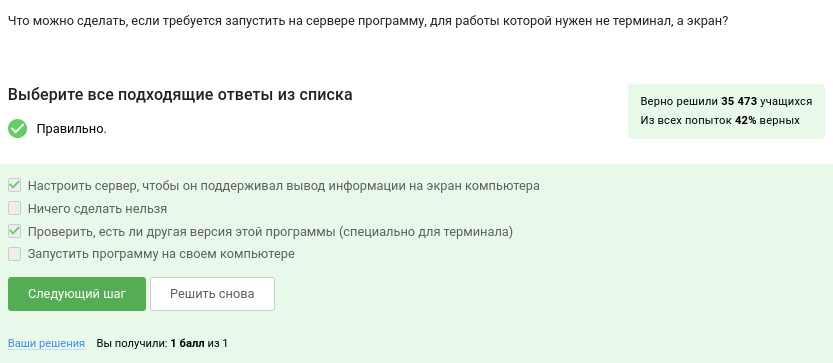 Что можно сделать, если требуется запустить на сервере программу, для работы которой нужен не терминал, а экран?
Выберите все подходящие ответы из списка
Верно решили 35 473 учащихся
Из всех попыток 42% верных
Правильно.
Настроить сервер, чтобы он поддерживал вывод информации на экран компьютера
Ничего сделать нельзя
Проверить, есть ли другая версия этой программы (специально для терминала)
Запустить программу на своем компьютере
Следующий шаг
Решить снова
Ваши решения Вы получили: 1 балл из 1